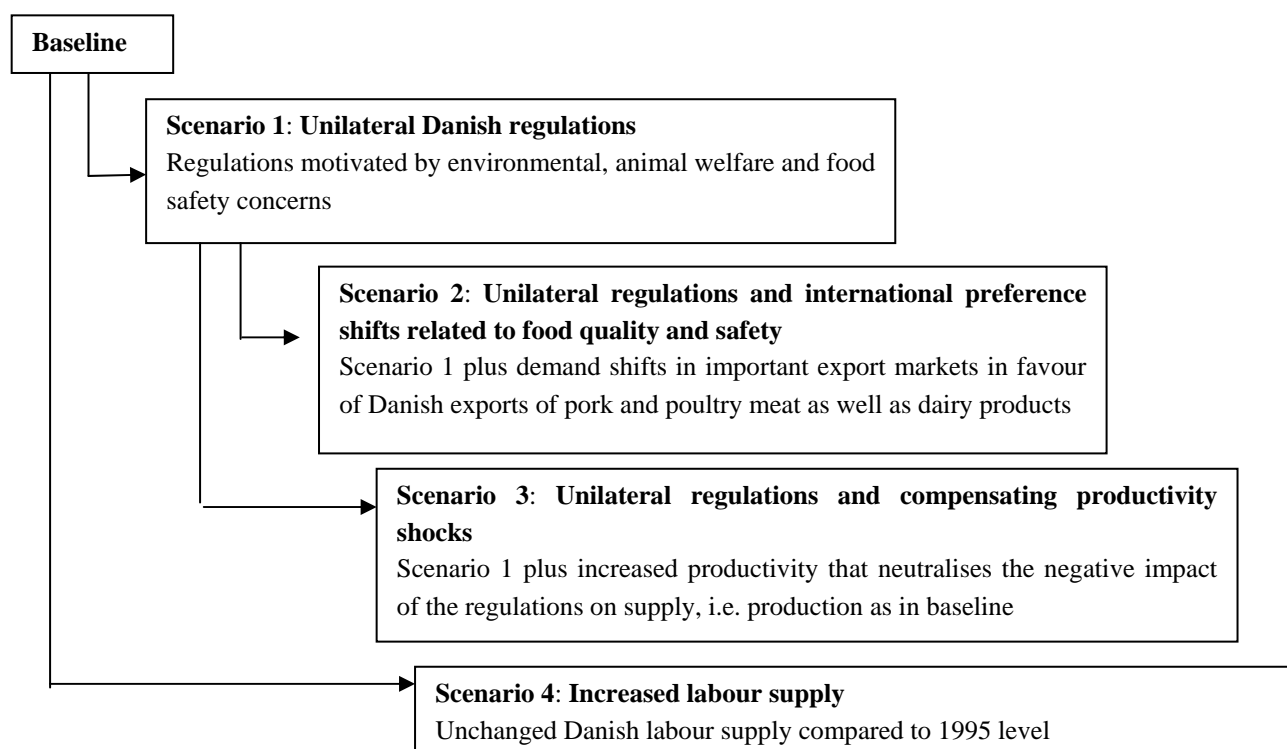 Baseline
Scenario 1: Unilateral Danish regulations
Regulations motivated by environmental, animal welfare and food
safety concerns
Scenario 2: Unilateral regulations and international preference
shifts related to food quality and safety
Scenario 1 plus demand shifts in important export markets in favour
of Danish exports of pork and poultry meat as well as dairy products
Scenario 3: Unilateral regulations and compensating productivity
shocks
Scenario 1 plus increased productivity that neutralises the negative impact
of the regulations on supply, i.e. production as in baseline
Scenario 4: Increased labour supply
Unchanged Danish labour supply compared to 1995 level